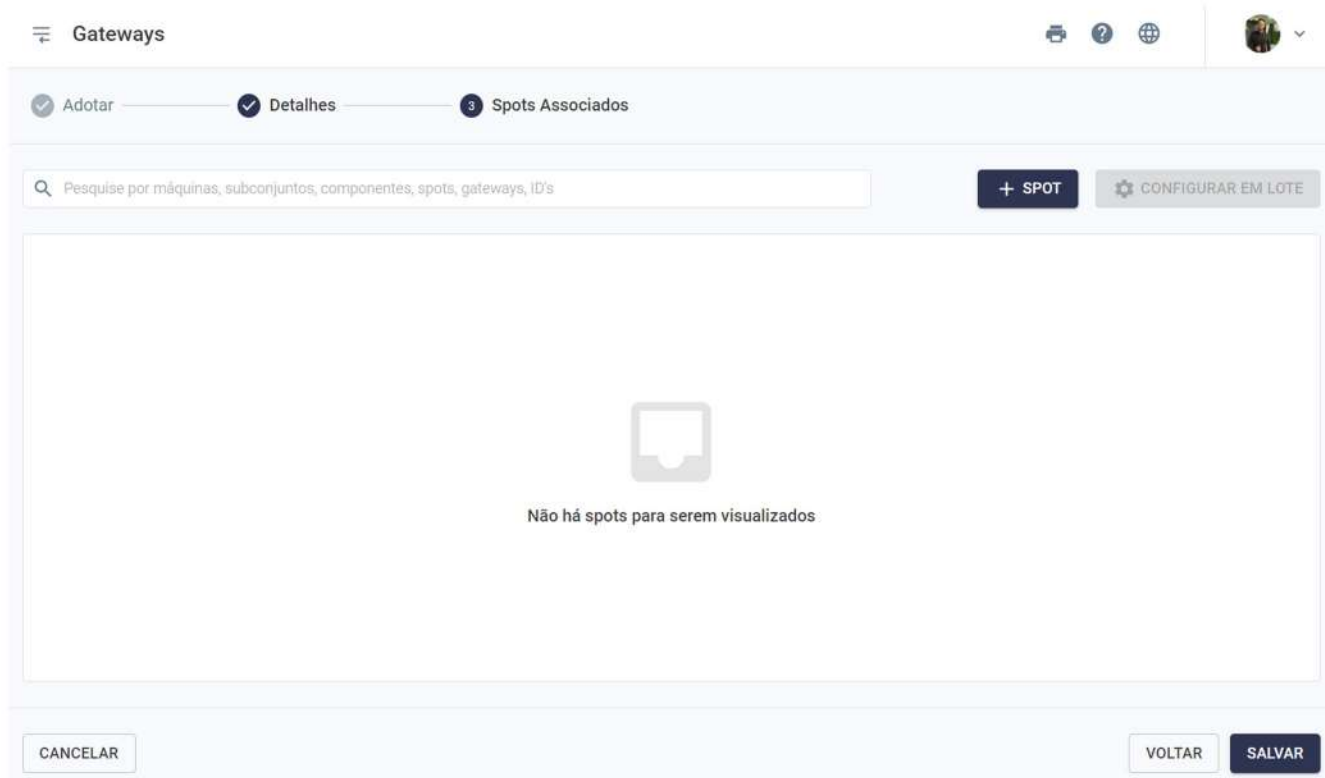 Gateways
Adotar
Detalhes
3 Spots Associados
Pesquise por máquinas, subconjuntos, componentes, spots, gateways, ID's
+ SPOT
CONFIGURAR EM LOTE
Não há spots para serem visualizados
CANCELAR
VOLTAR
SALVAR